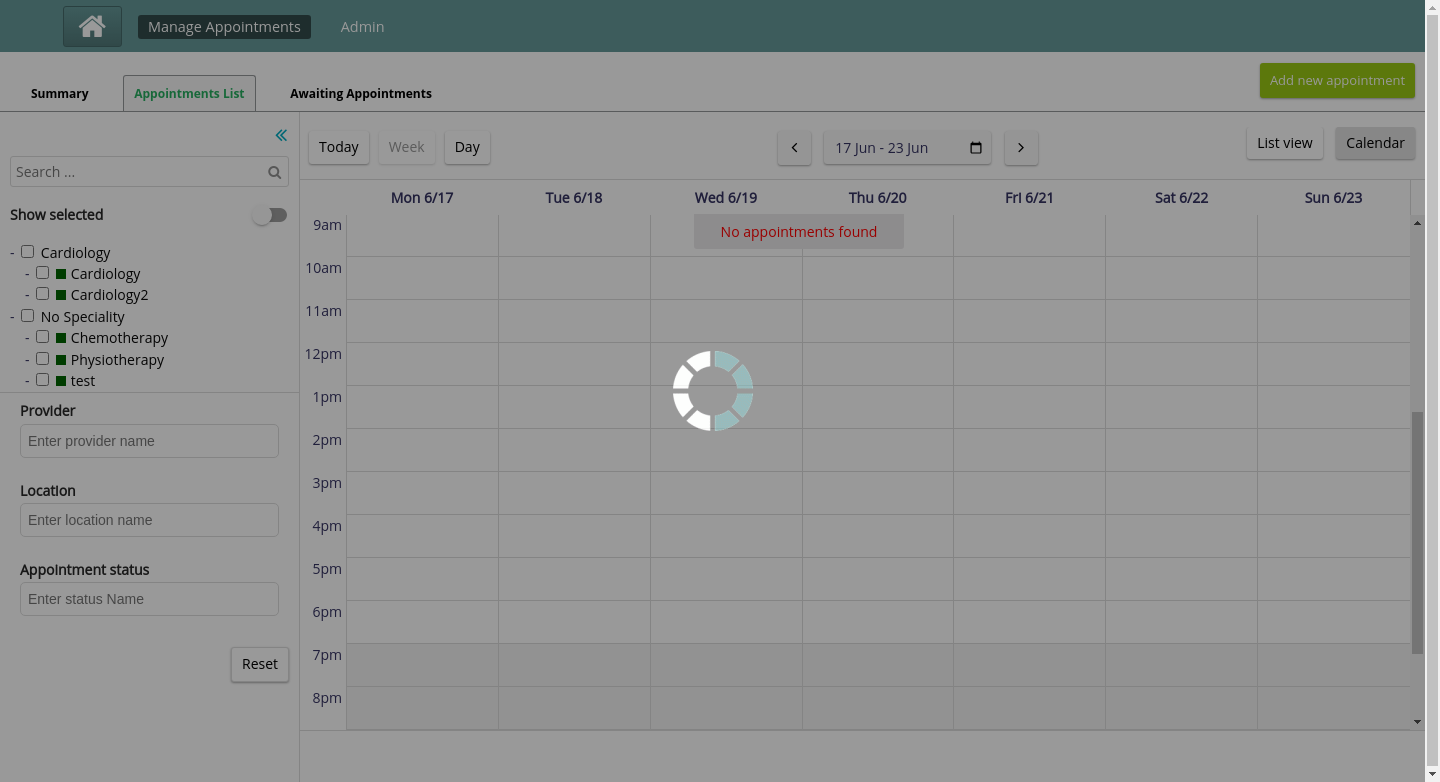 Manage Appointments Admin
Summary Appointments List Awaiting Appointments Add new appointment
Today Week Day 17 Jun - 23 Jun List view Calendar
Search ...
Show selected
- Cardiology
- Cardiology
- Cardiology2
- No Speciality
- Chemotherapy
- Physiotherapy
- test
Provider
Enter provider name
Location
Enter location name
Appointment status
Enter status Name
Reset
Mon 6/17 Tue 6/18 Wed 6/19 Thu 6/20 Fri 6/21 Sat 6/22 Sun 6/23
No appointments found
9am
10am
11am
12pm
1pm
2pm
3pm
4pm
5pm
6pm
7pm
8pm